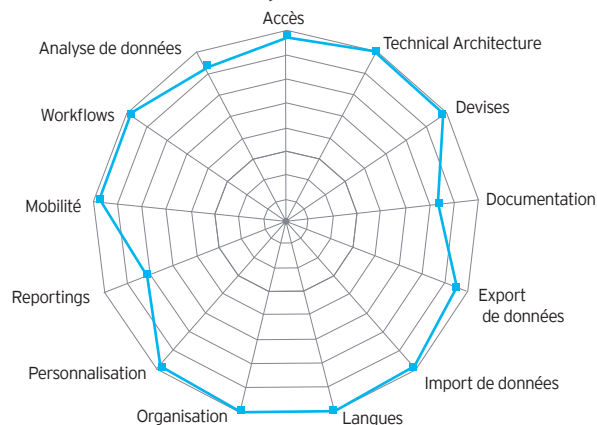 Accès
Technical Architecture
Devises
Documentation
Export
de données
Import de données
Langues
Organisation
Personnalisation
Reportings
Mobilité
Workflows
Analyse de données